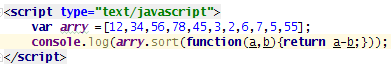 <script type="text/javascript">
var arry =[12,34,56,78,45,3,2,6,7,5,55];
console.log(arry.sort(function(a,b){return a-b;}));
</script>